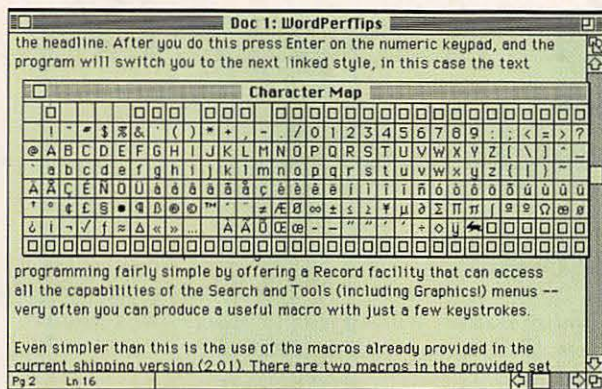 Doc 1: WordPerfTips
the headline. After you do this press Enter on the numeric keypad, and the
program will switch you to the next linked style, in this case the text
Character Map
! " # $ % & ' ( ) * + , - . / 0 1 2 3 4 5 6 7 8 9 : ; < = > ?
@ A B C D E F G H I J K L M N O P Q R S T U V W X Y Z [ \ ] ^ _
` a b c d e f g h i j k l m n o p q r s t u v w x y z { | } ~
Ä Å Ç É Ñ Ö Ü á à â ä ã å ç é è ê ë í ì î ï ñ ó ò ô ö õ ú ù û ü
† ° ¢ £ § • ¶ ß ® © ™ ´ ¨ ≠ Æ Ø ∞ ± ≤ ≥ ¥ µ ∂ Σ Π π ∫ ª º Ω æ ø
¿ ¡ ¬ √ ƒ ≈ ∆ « » … À Ã Õ Œ œ – — “ ” ‘ ’ ÷ ◊ ÿ
programming fairly simple by offering a Record facility that can access
all the capabilities of the Search and Tools (including Graphics!) menus --
very often you can produce a useful macro with just a few keystrokes.
Even simpler than this is the use of the macros already provided in the
current shipping version (2.01). There are two macros in the provided set
Pg 2 Ln 16